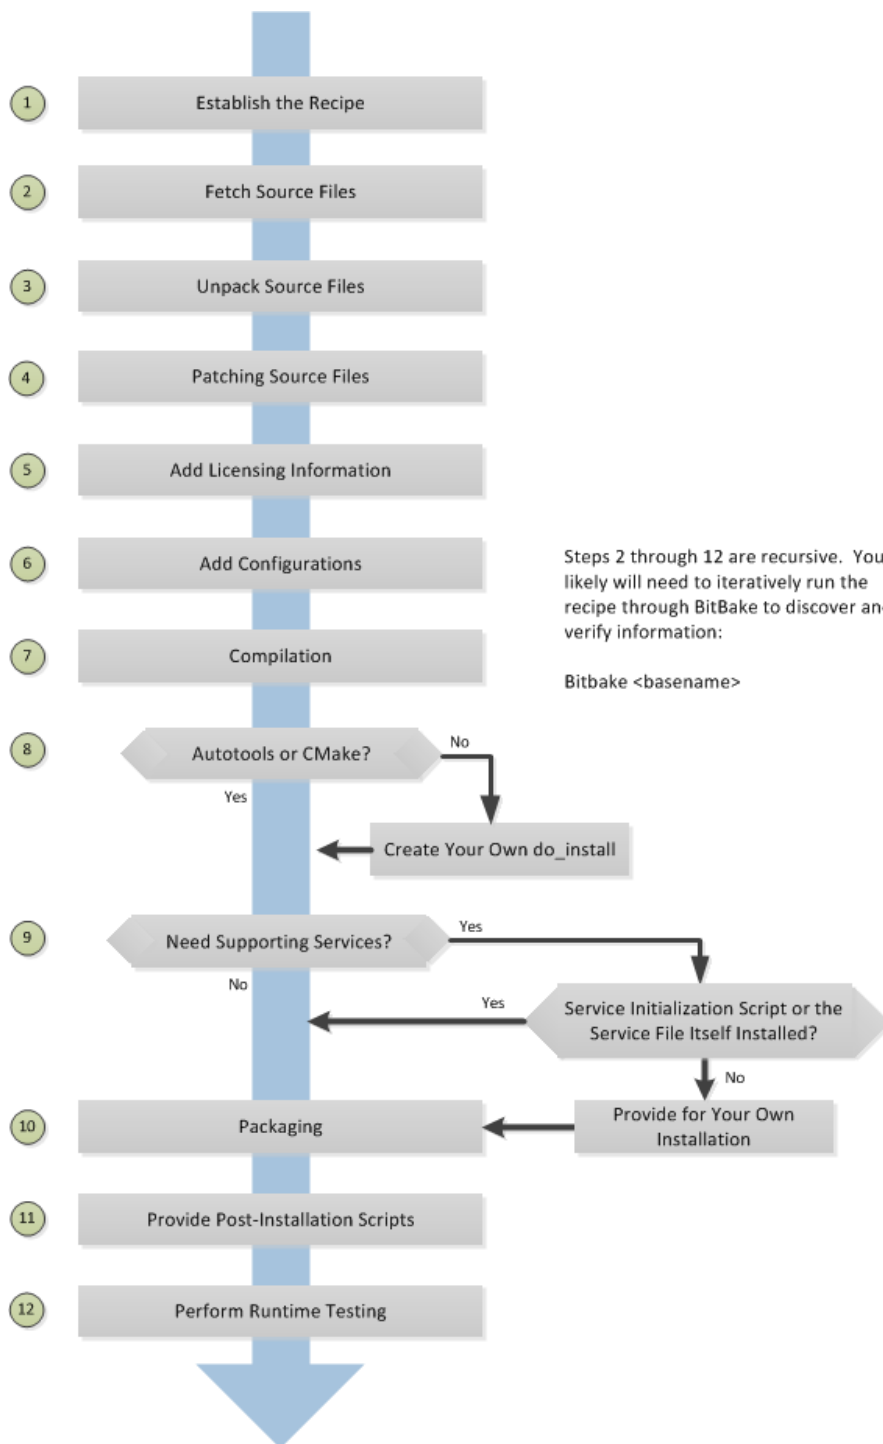 1
Establish the Recipe
2
Fetch Source Files
3
Unpack Source Files
4
Patching Source Files
5
Add Licensing Information
6
Add Configurations
Steps 2 through 12 are recursive. You
likely will need to iteratively run the
recipe through BitBake to discover an
verify information:
Bitbake <basename>
7
Compilation
8
Autotools or CMake?
No
Yes
Create Your Own do_install
9
Need Supporting Services?
Yes
No
Service Initialization Script or the
Service File Itself Installed?
Yes
No
10
Packaging
Provide for Your Own
Installation
11
Provide Post-Installation Scripts
12
Perform Runtime Testing